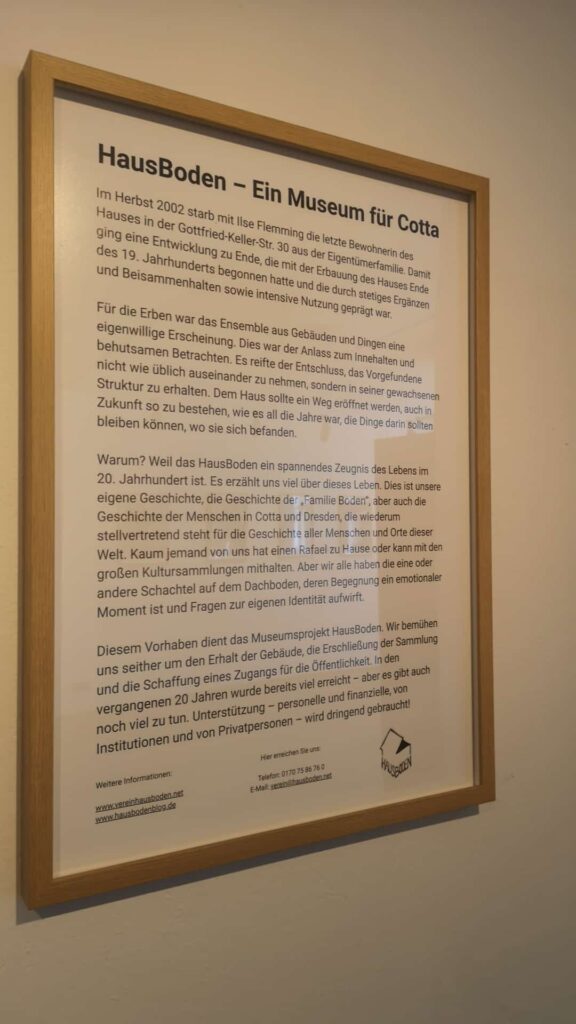 HausBoden – Ein Museum für Cotta
Im Herbst 2002 starb mit Ilse Flemming die letzte Bewohnerin des
Hauses in der Gottfried-Keller-Str. 30 aus der Eigentümerfamilie. Damit
ging eine Entwicklung zu Ende, die mit der Erbauung des Hauses Ende
des 19. Jahrhunderts begonnen hatte und die durch stetiges Ergänzen
und Beisammenhalten sowie intensive Nutzung geprägt war.
Für die Erben war das Ensemble aus Gebäuden und Dingen eine
eigenwillige Erscheinung. Dies war der Anlass zum Innehalten und
behutsamen Betrachten. Es reifte der Entschluss, das Vorgefundene
nicht wie üblich auseinander zu nehmen, sondern in seiner gewachsenen
Struktur zu erhalten. Dem Haus sollte ein Weg eröffnet werden, auch in
Zukunft so zu bestehen, wie es all die Jahre war, die Dinge darin sollten
bleiben können, wo sie sich befanden.
Warum? Weil das HausBoden ein spannendes Zeugnis des Lebens im
20. Jahrhundert ist. Es erzählt uns viel über dieses Leben. Dies ist unsere
eigene Geschichte, die Geschichte der „Familie Boden“, aber auch die
Geschichte der Menschen in Cotta und Dresden, die wiederum
stellvertretend steht für die Geschichte aller Menschen und Orte dieser
Welt. Kaum jemand von uns hat einen Rafael zu Hause oder kann mit den
großen Kultursammlungen mithalten. Aber wir alle haben die eine oder
andere Schachtel auf dem Dachboden, deren Begegnung ein emotionaler
Moment ist und Fragen zur eigenen Identität aufwirft.
Diesem Vorhaben dient das Museumsprojekt HausBoden. Wir bemühen
uns seither um den Erhalt der Gebäude, die Erschließung der Sammlung
und die Schaffung eines Zugangs für die Öffentlichkeit. In den
vergangenen 20 Jahren wurde bereits viel erreicht – aber es gibt auch
noch viel zu tun. Unterstützung – personelle und finanzielle, von
Institutionen und von Privatpersonen – wird dringend gebraucht!
Weitere Informationen:
www.vereinhausboden.net
www.hausbodenblog.de
Hier erreichen Sie uns:
Telefon: 0170 75 86 76 0
E-Mail: verein@hausboden.net
HAUSBODEN